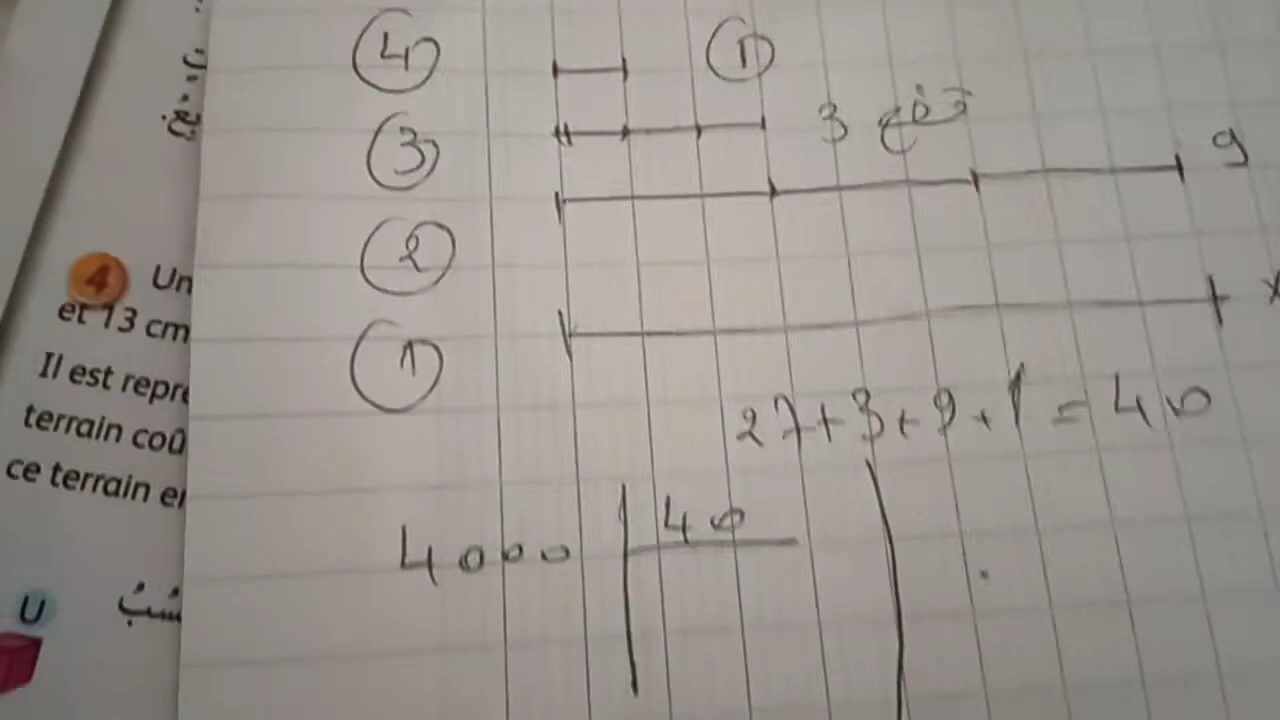 4 1
3 3 قطع
9
2
1
27+3+9+1=40
4000 40
4 Un
et 13 cm
Il est repr
terrain coû
ce terrain e
U